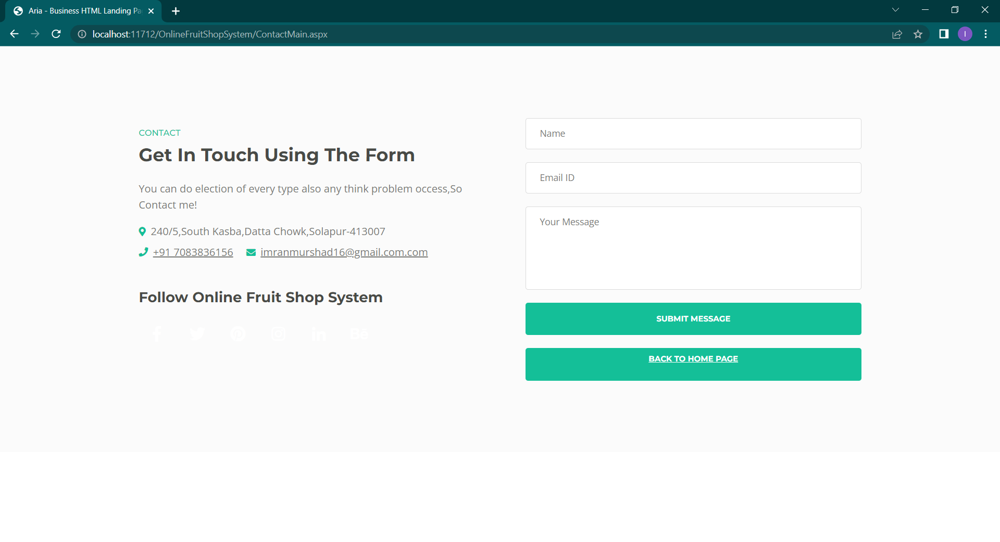 Aria - Business HTML Landing Pa
localhost:11712/OnlineFruitShopSystem/ContactMain.aspx
I
CONTACT
Get In Touch Using The Form
You can do election of every type also any think problem occess,So
Contact me!
240/5,South Kasba,Datta Chowk,Solapur-413007
+91 7083836156 imranmurshad16@gmail.com.com
Follow Online Fruit Shop System
Bē
Name
Email ID
Your Message
SUBMIT MESSAGE
BACK TO HOME PAGE